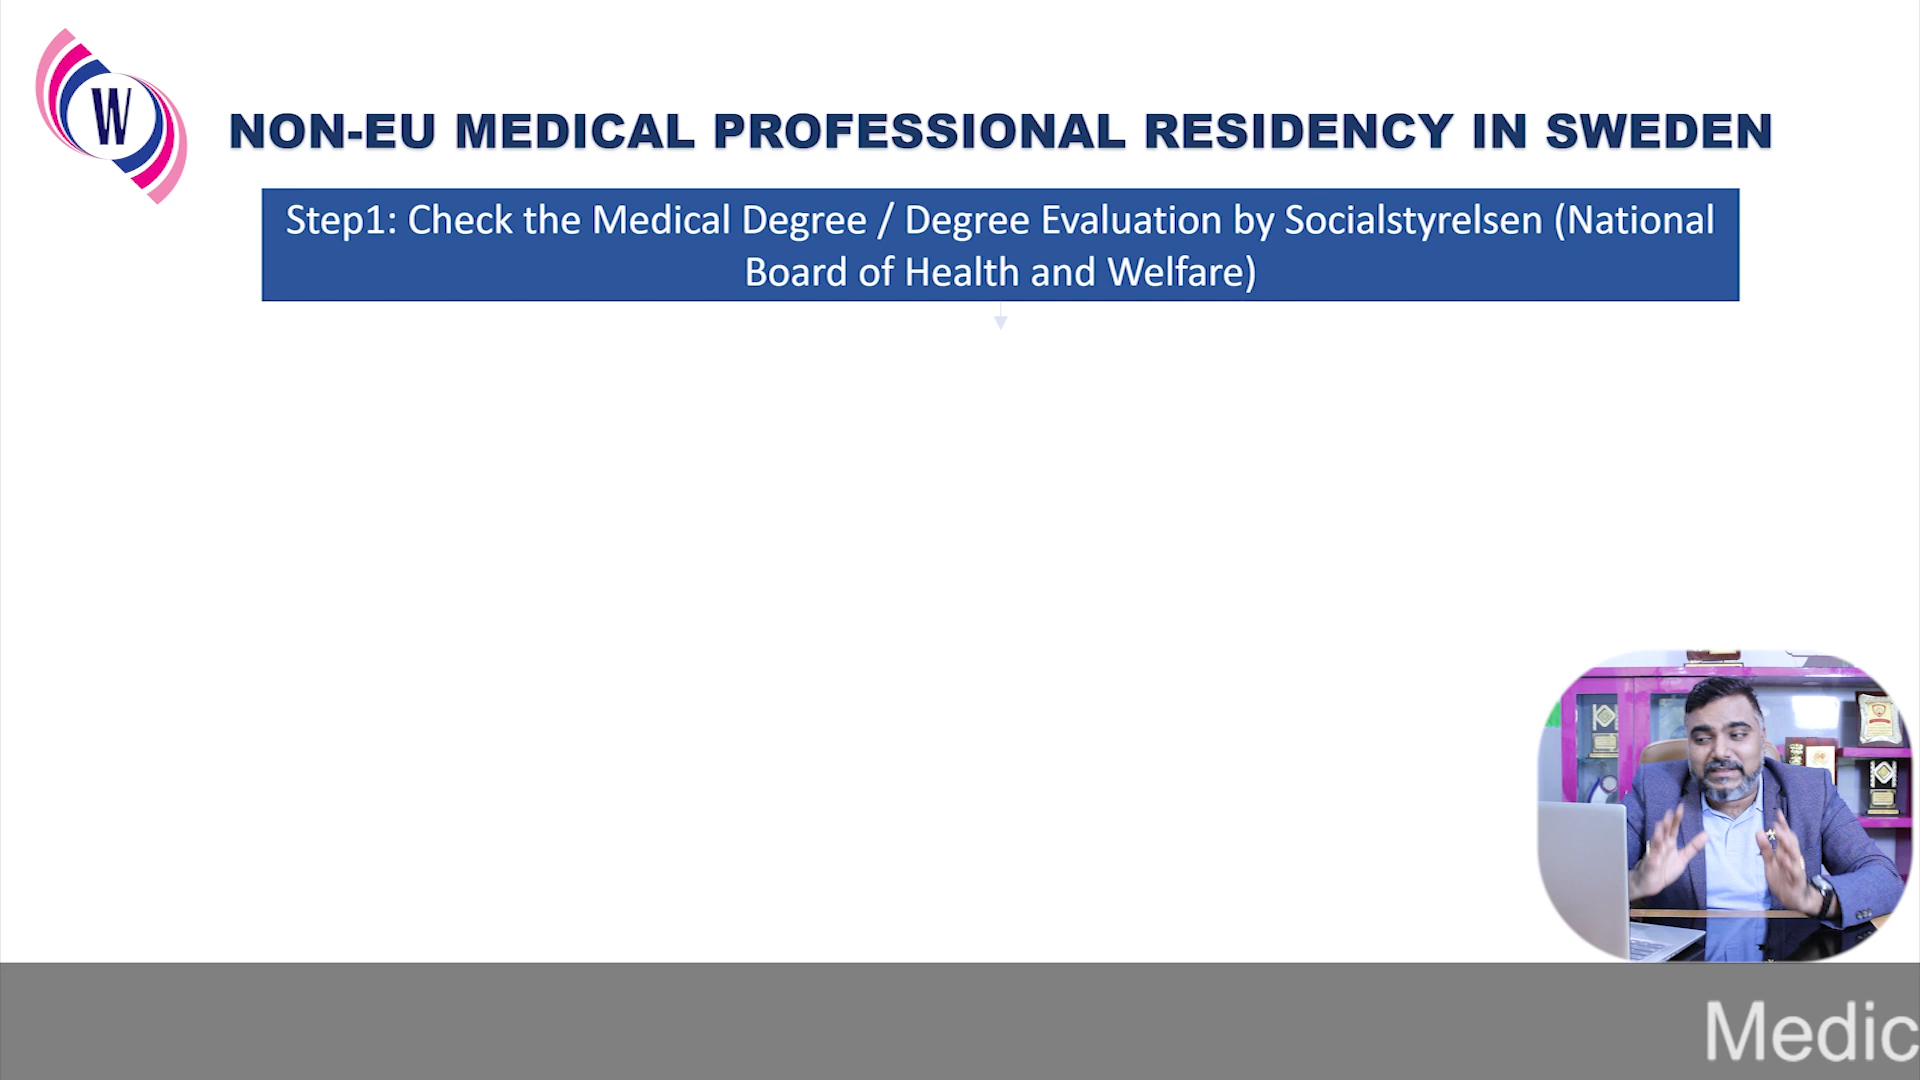 W
NON-EU MEDICAL PROFESSIONAL RESIDENCY IN SWEDEN
Step1: Check the Medical Degree / Degree Evaluation by Socialstyrelsen (National
Board of Health and Welfare)
Medic